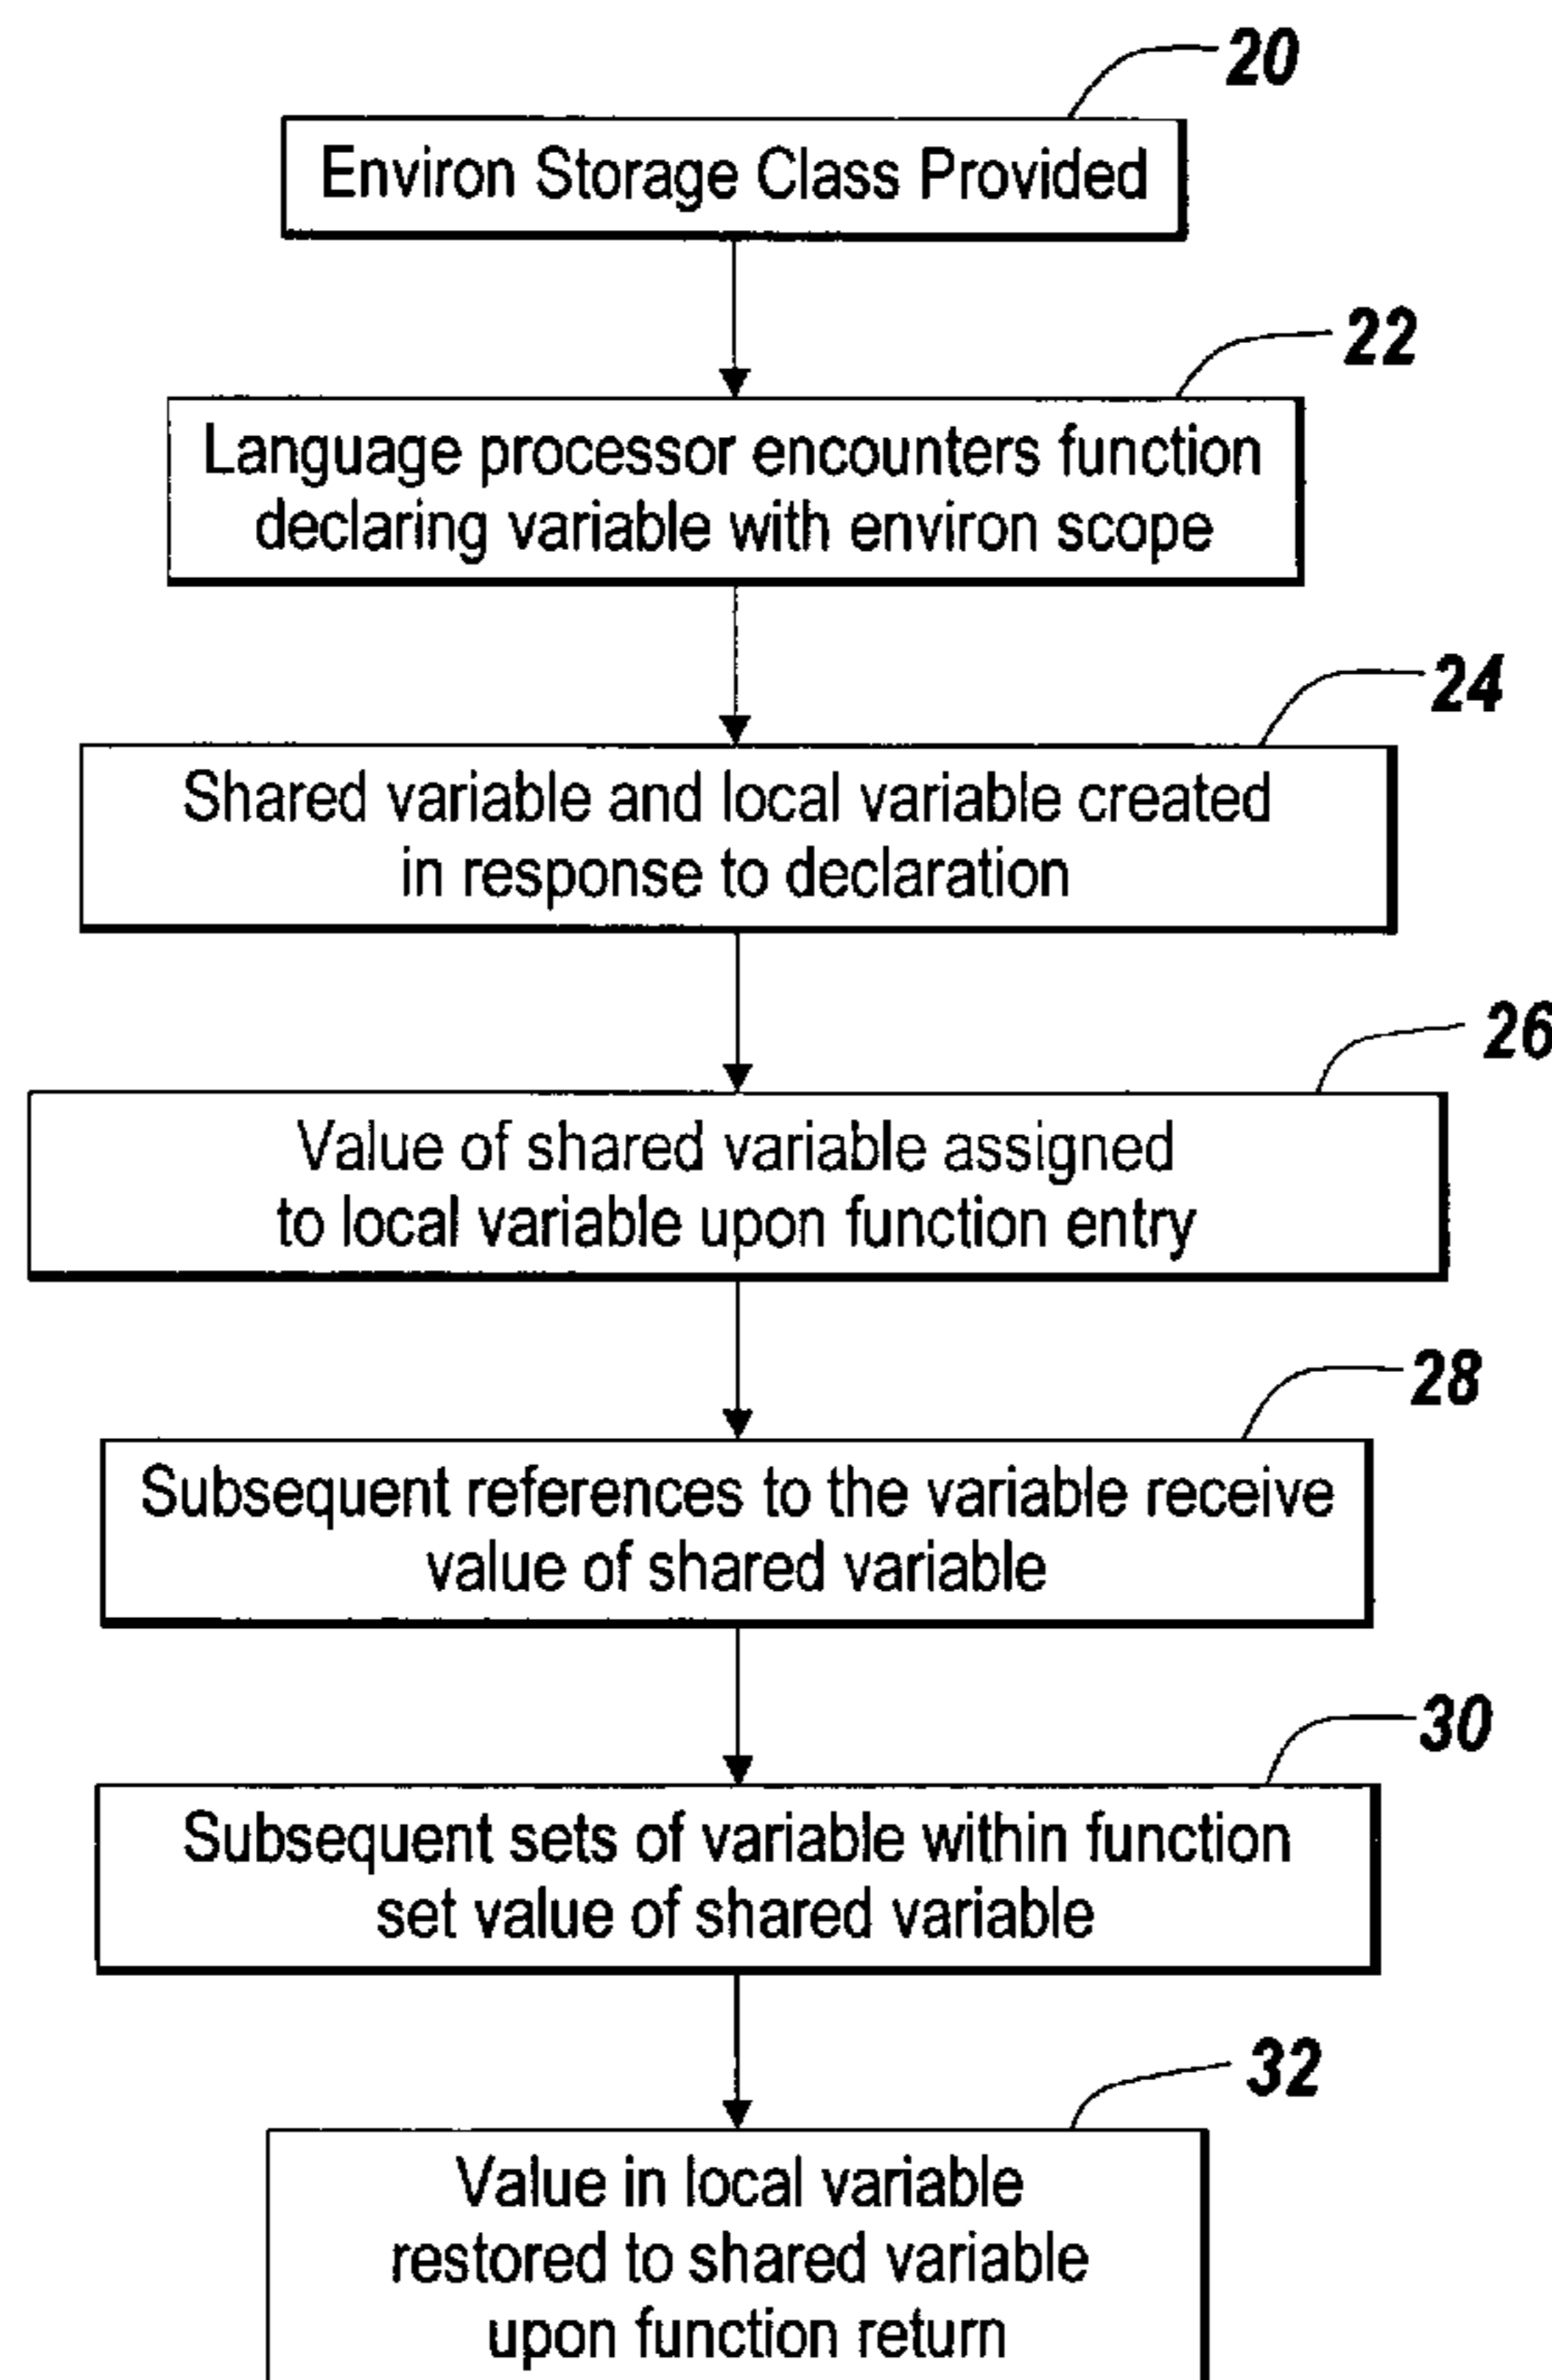 20
Environ Storage Class Provided
22
Language processor encounters function
declaring variable with environ scope
24
Shared variable and local variable created
in response to declaration
26
Value of shared variable assigned
to local variable upon function entry
28
Subsequent references to the variable receive
value of shared variable
30
Subsequent sets of variable within function
set value of shared variable
32
Value in local variable
restored to shared variable
upon function return